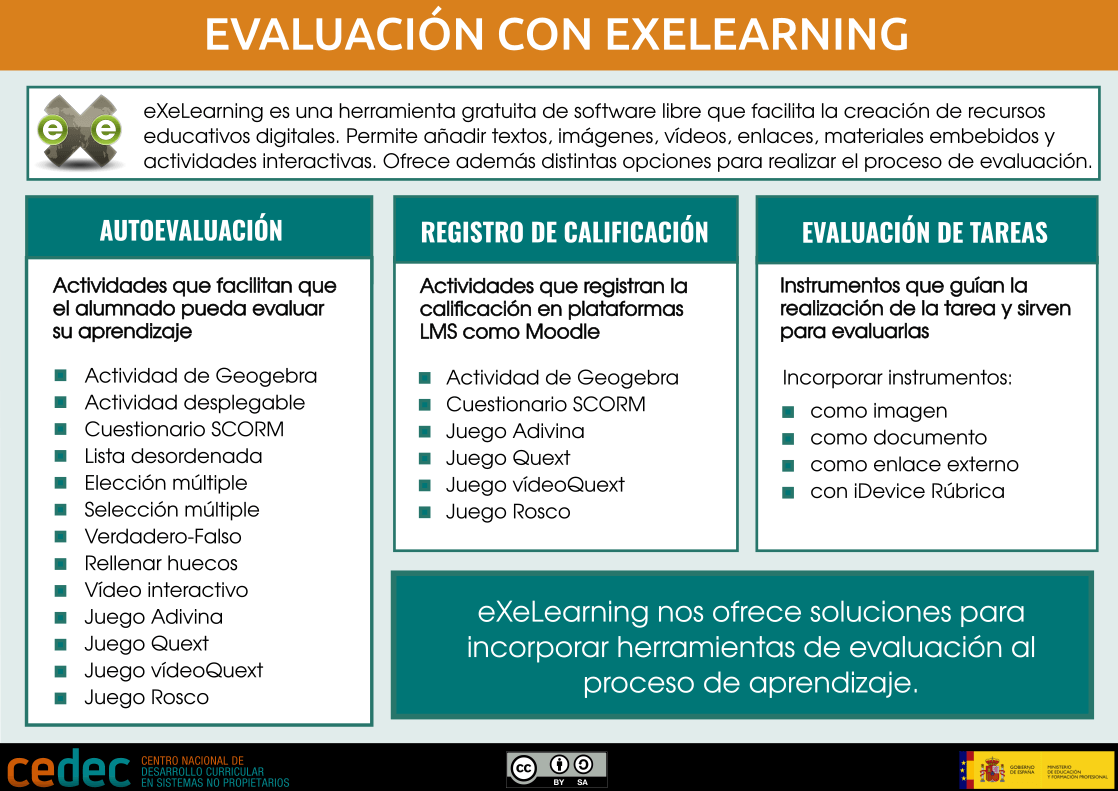 EVALUACIÓN CON EXELEARNING
e e
eXeLearning es una herramienta gratuita de software libre que facilita la creación de recursos
educativos digitales. Permite añadir textos, imágenes, vídeos, enlaces, materiales embebidos y
actividades interactivas. Ofrece además distintas opciones para realizar el proceso de evaluación.
AUTOEVALUACIÓN
Actividades que facilitan que
el alumnado pueda evaluar
su aprendizaje
Actividad de Geogebra
Actividad desplegable
Cuestionario SCORM
Lista desordenada
Elección múltiple
Selección múltiple
Verdadero-Falso
Rellenar huecos
Vídeo interactivo
Juego Adivina
Juego Quext
Juego vídeoQuext
Juego Rosco
REGISTRO DE CALIFICACIÓN
Actividades que registran la
calificación en plataformas
LMS como Moodle
Actividad de Geogebra
Cuestionario SCORM
Juego Adivina
Juego Quext
Juego vídeoQuext
Juego Rosco
EVALUACIÓN DE TAREAS
Instrumentos que guían la
realización de la tarea y sirven
para evaluarlas
Incorporar instrumentos:
como imagen
como documento
como enlace externo
con iDevice Rúbrica
eXeLearning nos ofrece soluciones para
incorporar herramientas de evaluación al
proceso de aprendizaje.
cedec
CENTRO NACIONAL DE
DESARROLLO CURRICULAR
EN SISTEMAS NO PROPIETARIOS
cc
BY SA
GOBIERNO
DE ESPAÑA
MINISTERIO
DE EDUCACIÓN
Y FORMACIÓN PROFESIONAL